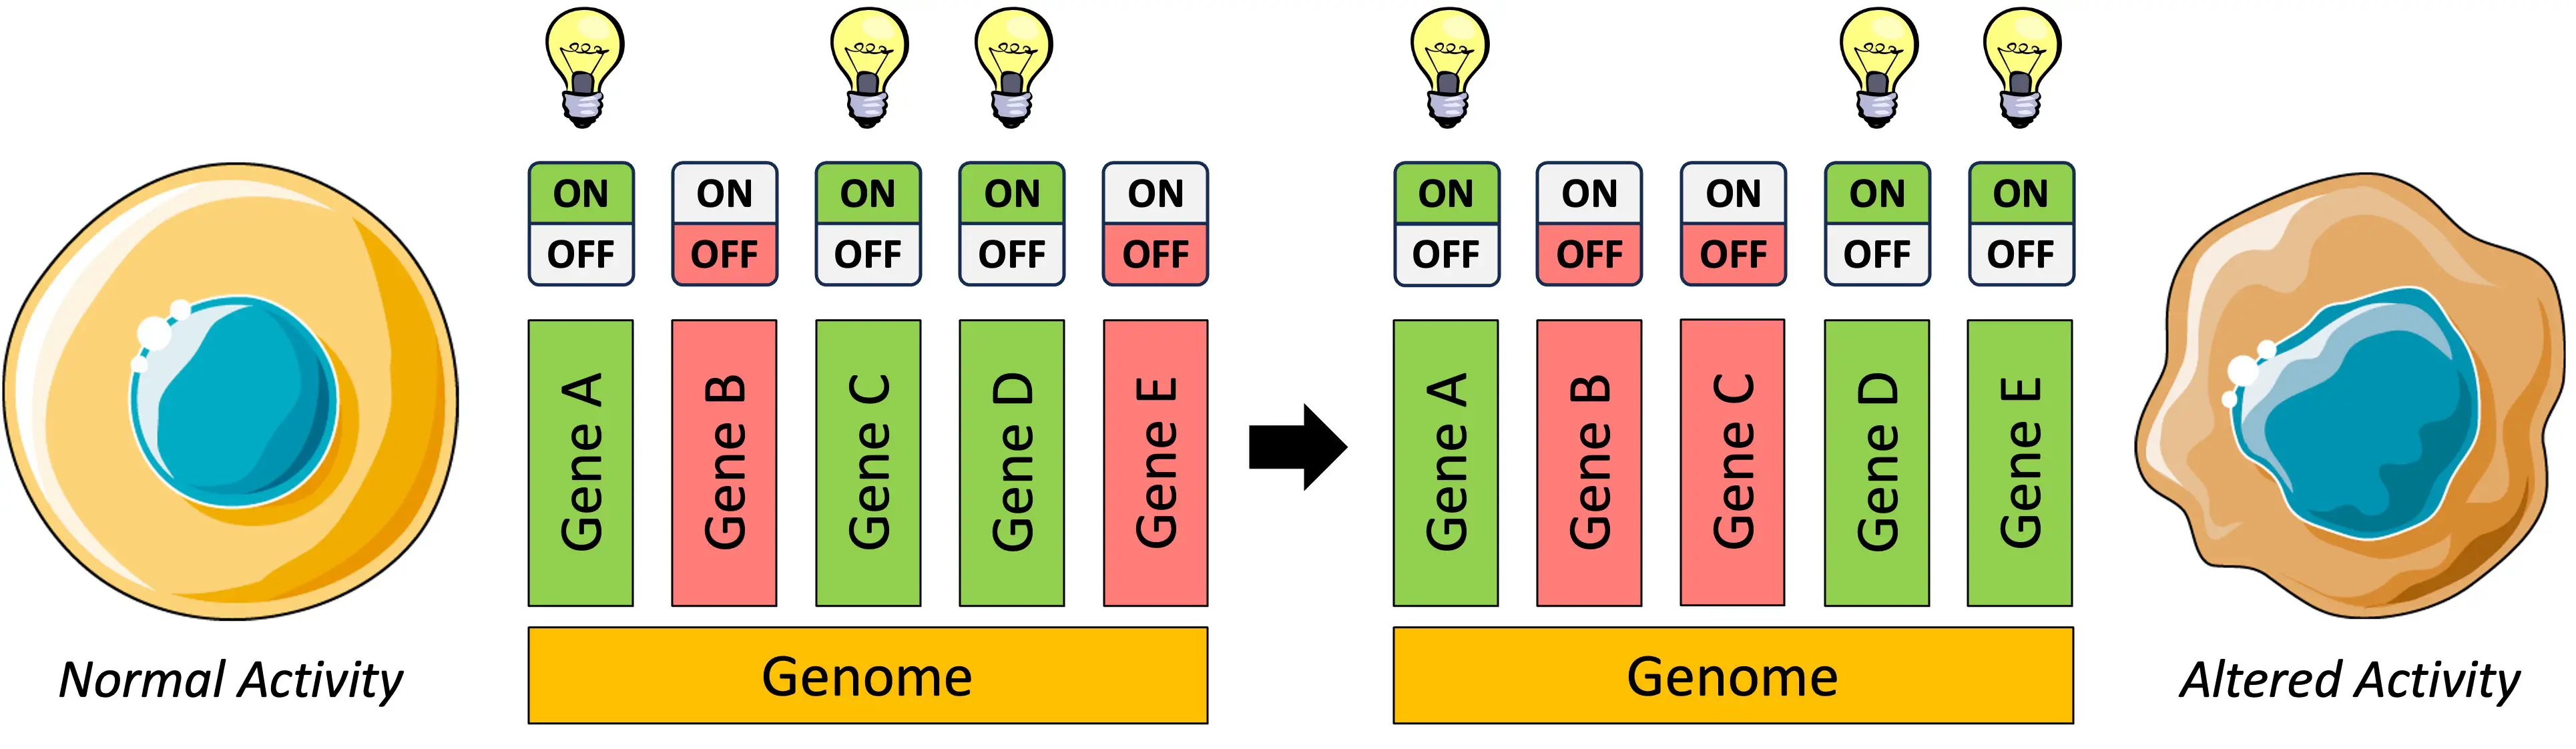 ON ON ON ON ON
OFF OFF OFF OFF OFF
Gene A
Gene B
Gene C
Gene D
Gene E
Genome
Normal Activity
ON ON ON ON ON
OFF OFF OFF OFF OFF
Gene A
Gene B
Gene C
Gene D
Gene E
Genome
Altered Activity